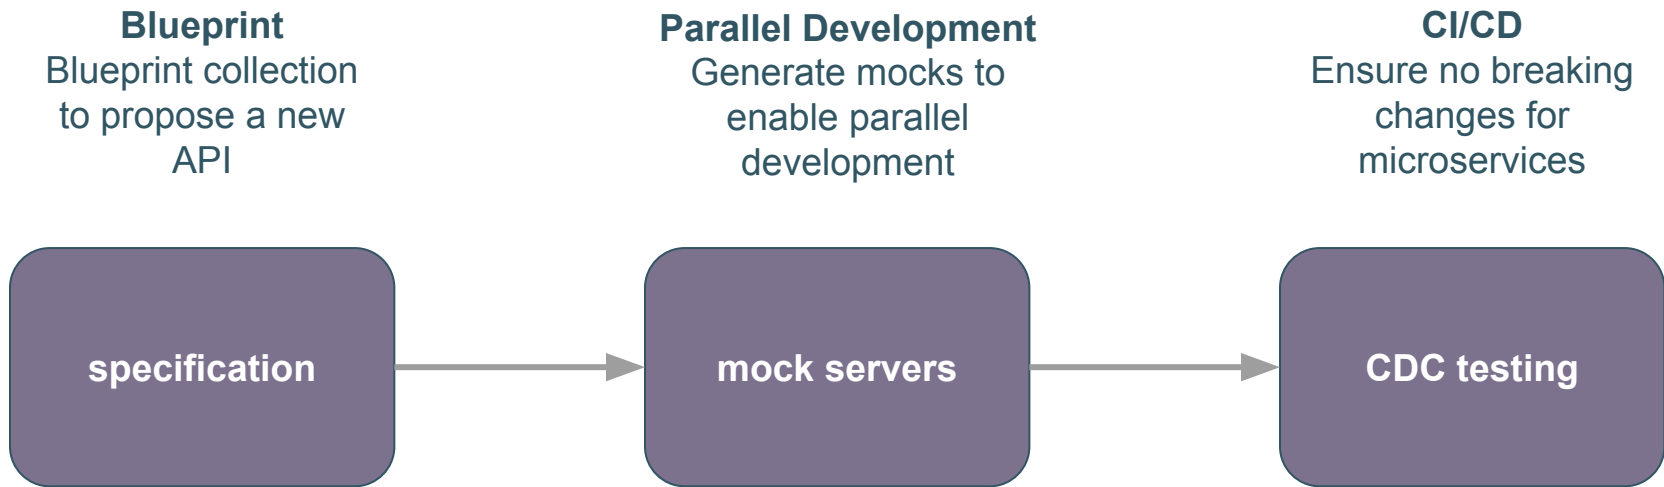 Blueprint
Blueprint collection
to propose a new
API
Parallel Development
Generate mocks to
enable parallel
development
CI/CD
Ensure no breaking
changes for
microservices
specification
mock servers
CDC testing